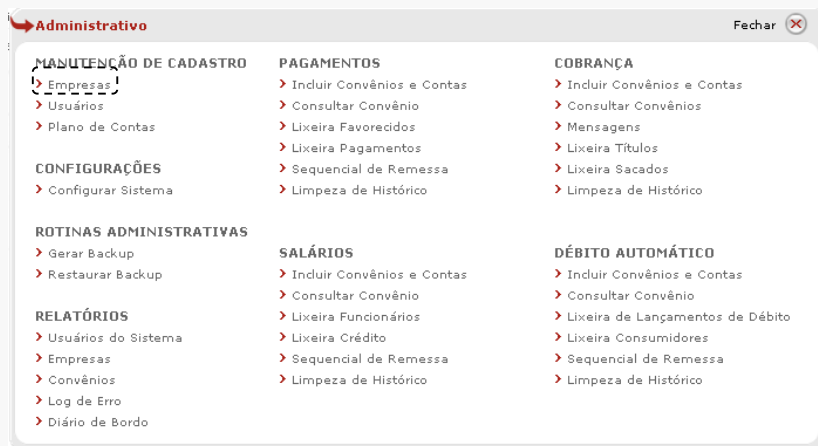 Administrativo
Fechar
MANUTENÇÃO DE CADASTRO
Empresas
Usuários
Plano de Contas
CONFIGURAÇÕES
Configurar Sistema
ROTINAS ADMINISTRATIVAS
Gerar Backup
Restaurar Backup
RELATÓRIOS
Usuários do Sistema
Empresas
Convênios
Log de Erro
Diário de Bordo
PAGAMENTOS
Incluir Convênios e Contas
Consultar Convênio
Lixeira Favorecidos
Lixeira Pagamentos
Sequencial de Remessa
Limpeza de Histórico
SALÁRIOS
Incluir Convênios e Contas
Consultar Convênio
Lixeira Funcionários
Lixeira Crédito
Sequencial de Remessa
Limpeza de Histórico
COBRANÇA
Incluir Convênios e Contas
Consultar Convênios
Mensagens
Lixeira Títulos
Lixeira Sacados
Limpeza de Histórico
DÉBITO AUTOMÁTICO
Incluir Convênios e Contas
Consultar Convênio
Lixeira de Lançamentos de Débito
Lixeira Consumidores
Sequencial de Remessa
Limpeza de Histórico